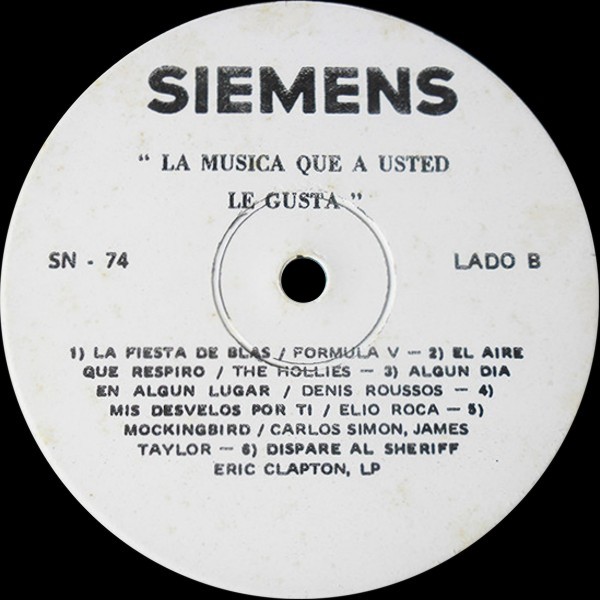 SIEMENS
" LA MUSICA QUE A USTED
LE GUSTA "
SN - 74
LADO B
1) LA FIESTA DE BLAS / FORMULA V — 2) EL AIRE
QUE RESPIRO / THE HOLLIES — 3) ALGUN DIA
EN ALGUN LUGAR / DENIS ROUSSOS — 4)
MIS DESVELOS POR TI / ELIO ROCA — 5)
MOCKINGBIRD / CARLOS SIMON, JAMES
TAYLOR — 6) DISPARE AL SHERIFF
ERIC CLAPTON, LP